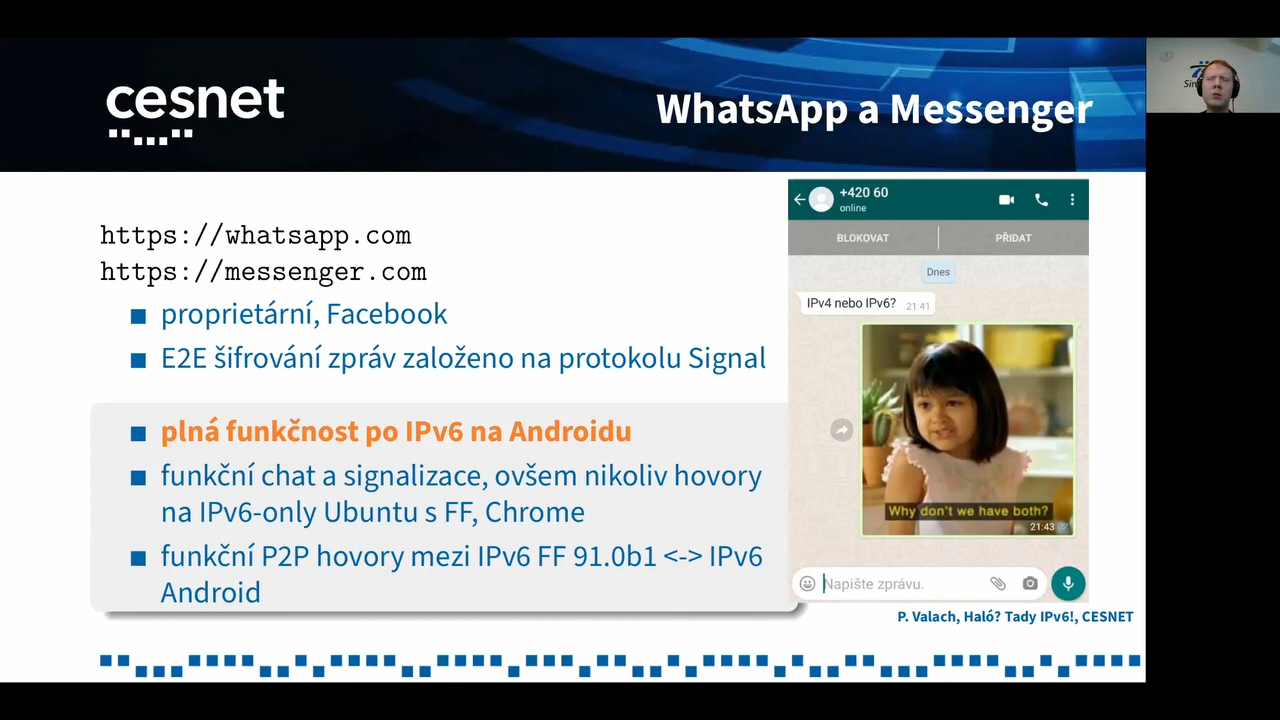 cesnet
WhatsApp a Messenger
https://whatsapp.com
https://messenger.com
proprietární, Facebook
E2E šifrování zpráv založeno na protokolu Signal
plná funkčnost po IPv6 na Androidu
funkční chat a signalizace, ovšem nikoliv hovory
na IPv6-only Ubuntu s FF, Chrome
funkční P2P hovory mezi IPv6 FF 91.0b1 <-> IPv6
Android
+420 60
online
BLOKOVAT
PŘIDAT
Dnes
IPv4 nebo IPv6? 21:41
Why don't we have both?
21:43
Napište zprávu.
P. Valach, Haló? Tady IPv6!, CESNET